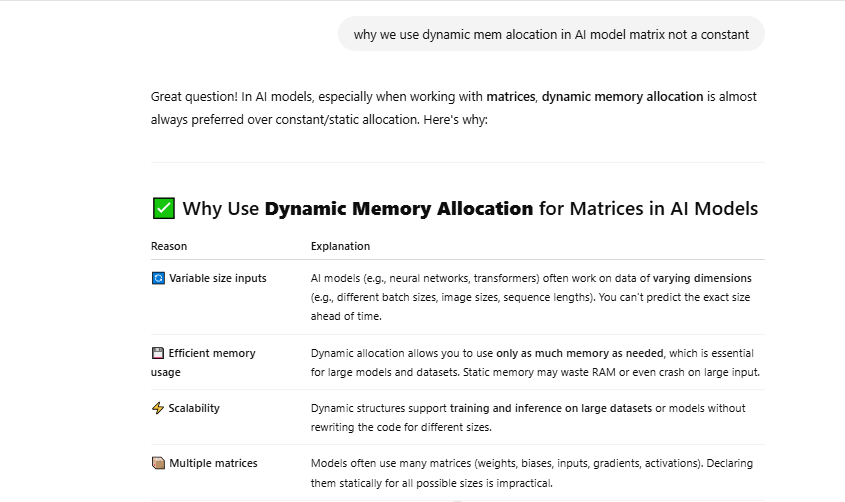 why we use dynamic mem alocation in AI model matrix not a constant
Great question! In AI models, especially when working with matrices, dynamic memory allocation is almost
always preferred over constant/static allocation. Here's why:
✅ Why Use Dynamic Memory Allocation for Matrices in AI Models
Reason Explanation
🔄 Variable size inputs AI models (e.g., neural networks, transformers) often work on data of varying dimensions
(e.g., different batch sizes, image sizes, sequence lengths). You can't predict the exact size
ahead of time.
💾 Efficient memory Dynamic allocation allows you to use only as much memory as needed, which is essential
usage for large models and datasets. Static memory may waste RAM or even crash on large input.
⚡ Scalability Dynamic structures support training and inference on large datasets or models without
rewriting the code for different sizes.
📦 Multiple matrices Models often use many matrices (weights, biases, inputs, gradients, activations). Declaring
them statically for all possible sizes is impractical.